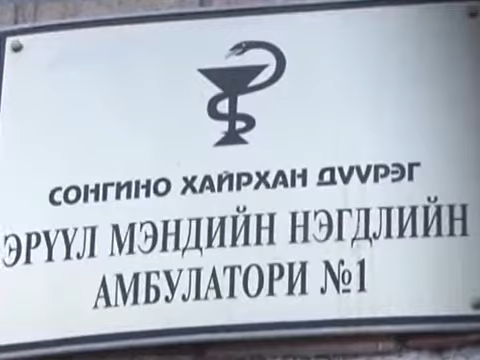 СОНГИНО ХАЙРХАН ДҮҮРЭГ
ЭРҮҮЛ МЭНДИЙН НЭГДЛИЙН
АМБУЛАТОРИ №1